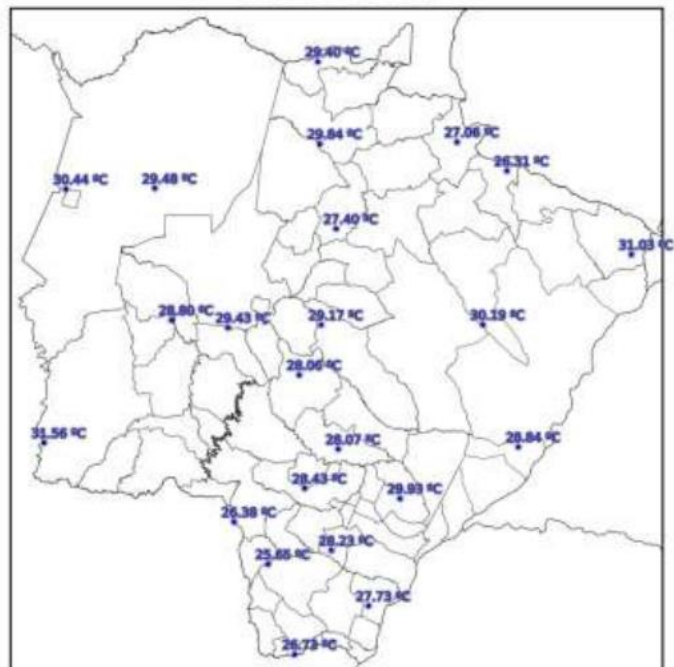 29.40 ºC
29.84 ºC
27.06 ºC
26.31 ºC
30.44 ºC
29.48 ºC
27.40 ºC
31.03 ºC
28.80 ºC
29.43 ºC
29.17 ºC
30.19 ºC
28.06 ºC
31.56 ºC
28.07 ºC
28.84 ºC
28.43 ºC
29.93 ºC
26.38 ºC
28.23 ºC
25.65 ºC
27.73 ºC
26.73 ºC